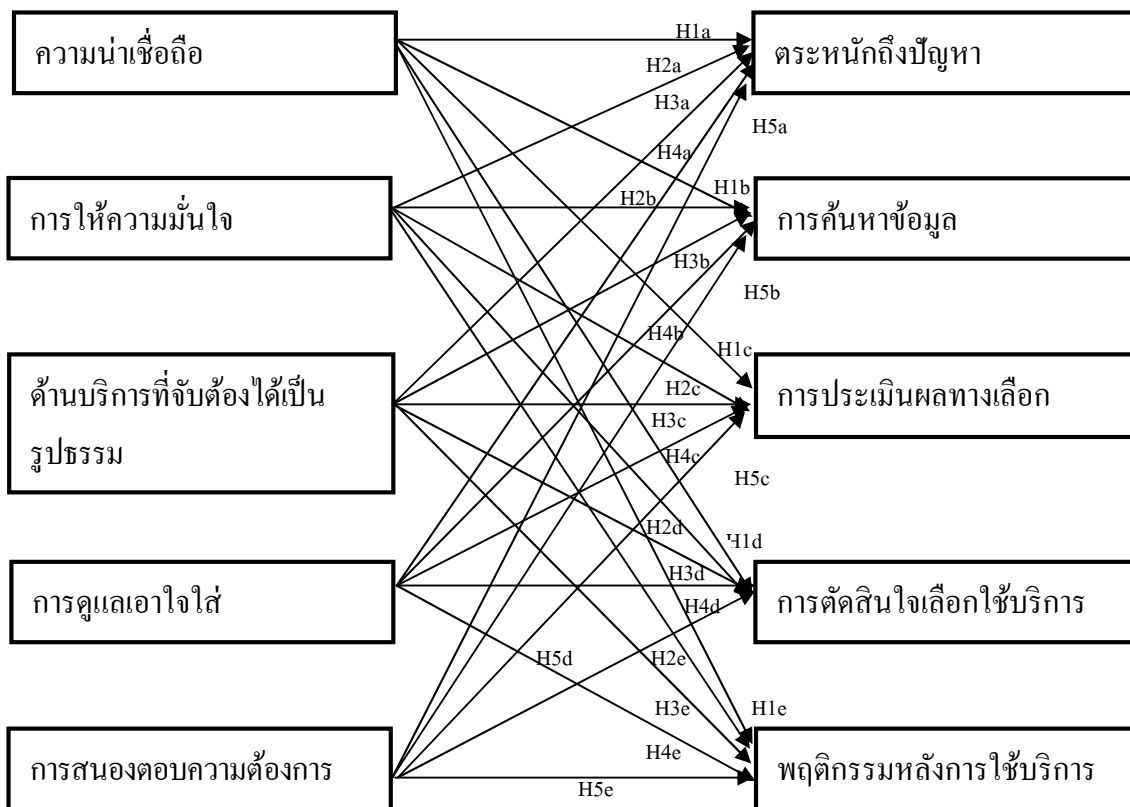 ความน่าเชื่อถือ
H1a
ตระหนักถึงปัญหา
H2a
H3a
H5a
H4a
การให้ความมั่นใจ
H2b
H1b
การค้นหาข้อมูล
H3b
H5b
H4b
H1c
ด้านบริการที่จับต้องได้เป็น
รูปธรรม
H2c
การประเมินผลทางเลือก
H3c
H4c
H5c
H2d
H1d
การดูแลเอาใจใส่
H3d
การตัดสินใจเลือกใช้บริการ
H4d
H5d
H2e
H3e
H1e
การสนองตอบความต้องการ
H4e
พฤติกรรมหลังการใช้บริการ
H5e